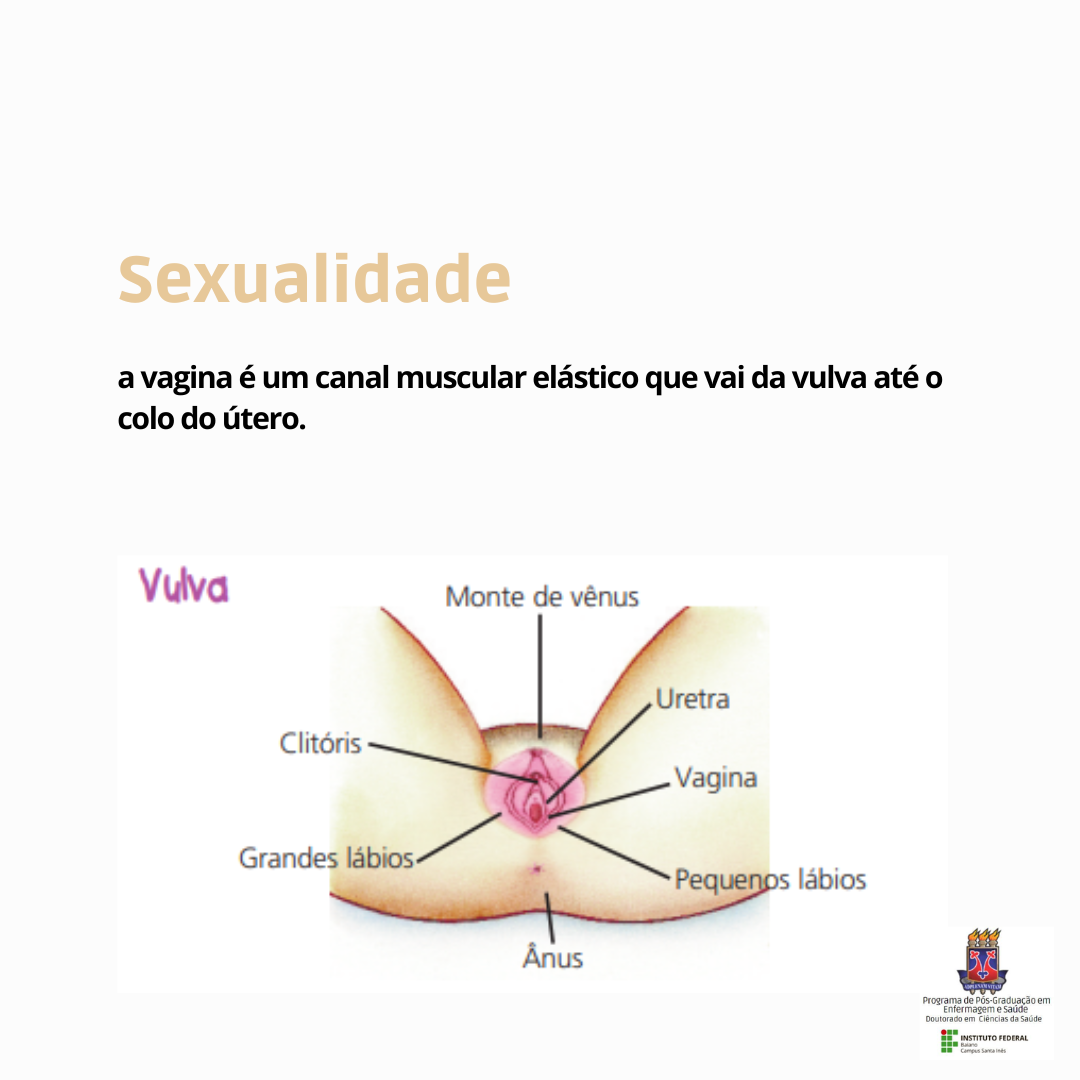 Sexualidade
a vagina é um canal muscular elástico que vai da vulva até o
colo do útero.
Vulva
Monte de vênus
Uretra
Clitóris
Vagina
Grandes lábios
Pequenos lábios
Ânus
Programa de Pós-Graduação em
Enfermagem e Saúde
Doutorado em Ciências da Saúde
INSTITUTO FEDERAL
Baiano
Campus Santa Inês